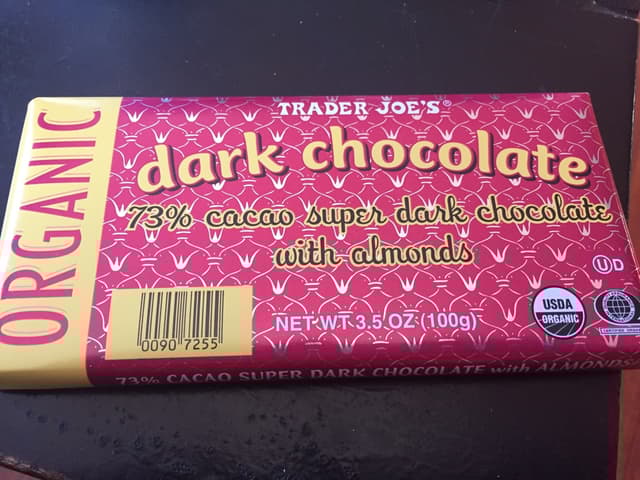 ORGANIC
TRADER JOE'S®
dark chocolate
73% cacao super dark chocolate
with almonds
U D
USDA
ORGANIC
NET WT 3.5 OZ (100g)
0090 7255
73% CACAO SUPER DARK CHOCOLATE with ALMONDS